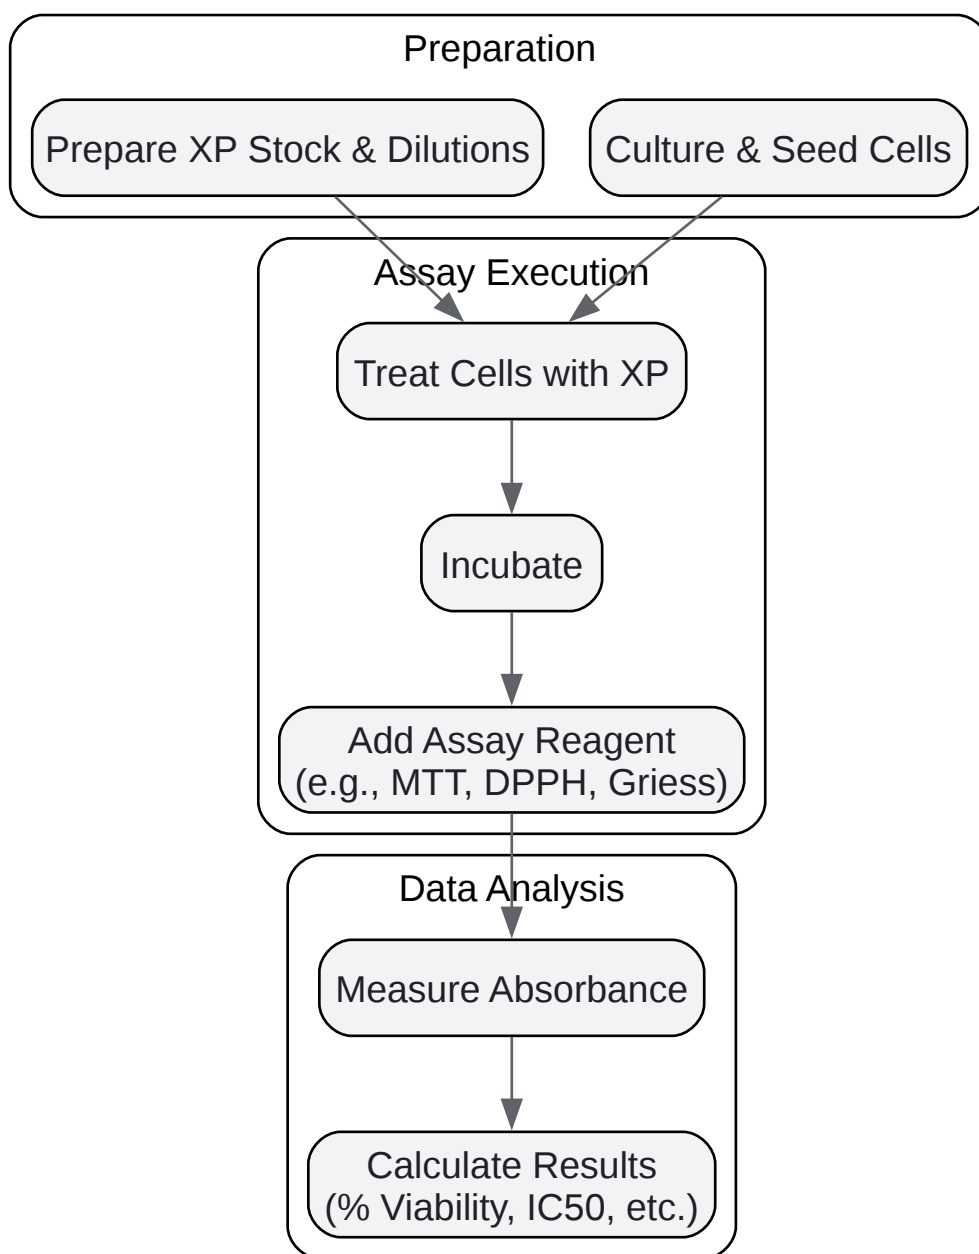 Preparation
Prepare XP Stock & Dilutions
Culture & Seed Cells
Assay Execution
Treat Cells with XP
Incubate
Add Assay Reagent
(e.g., MTT, DPPH, Griess)
Data Analysis
Measure Absorbance
Calculate Results
(% Viability, IC50, etc.)